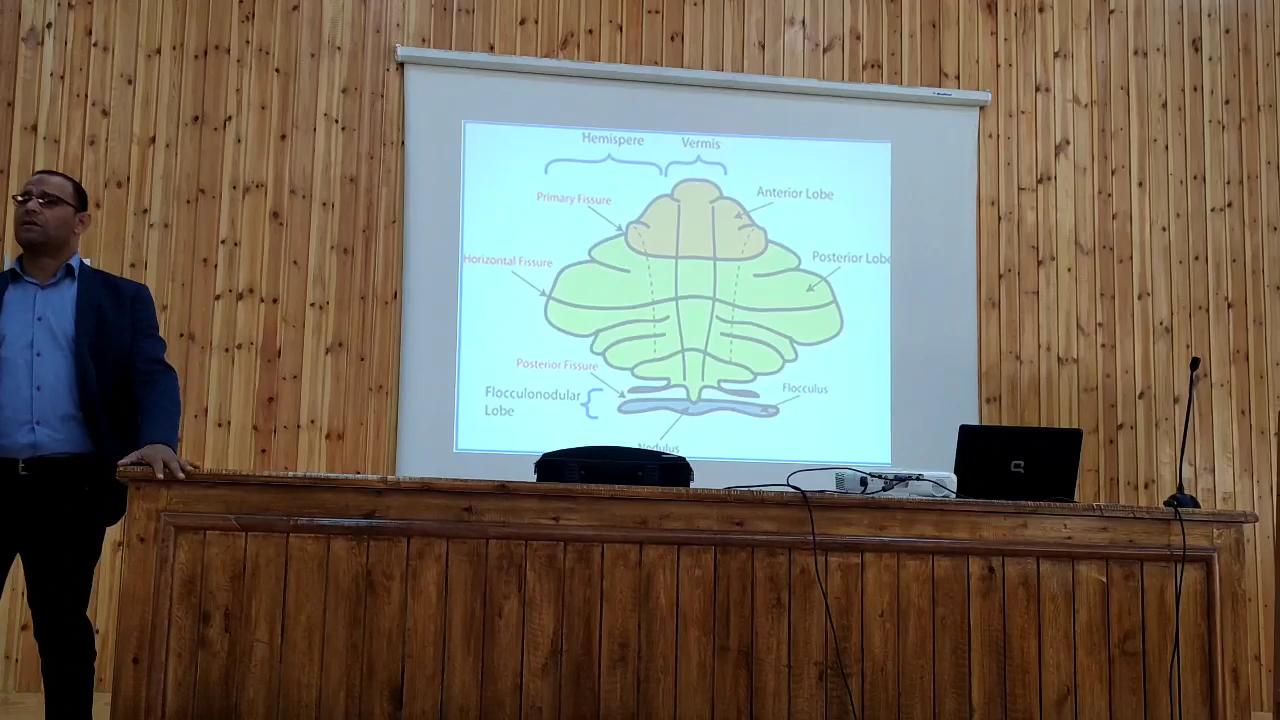 Hemispere
Vermis
Primary Fissure
Anterior Lobe
Horizontal Fissure
Posterior Lobe
Posterior Fissure
Flocculonodular
Lobe
Flocculus
Nodulus